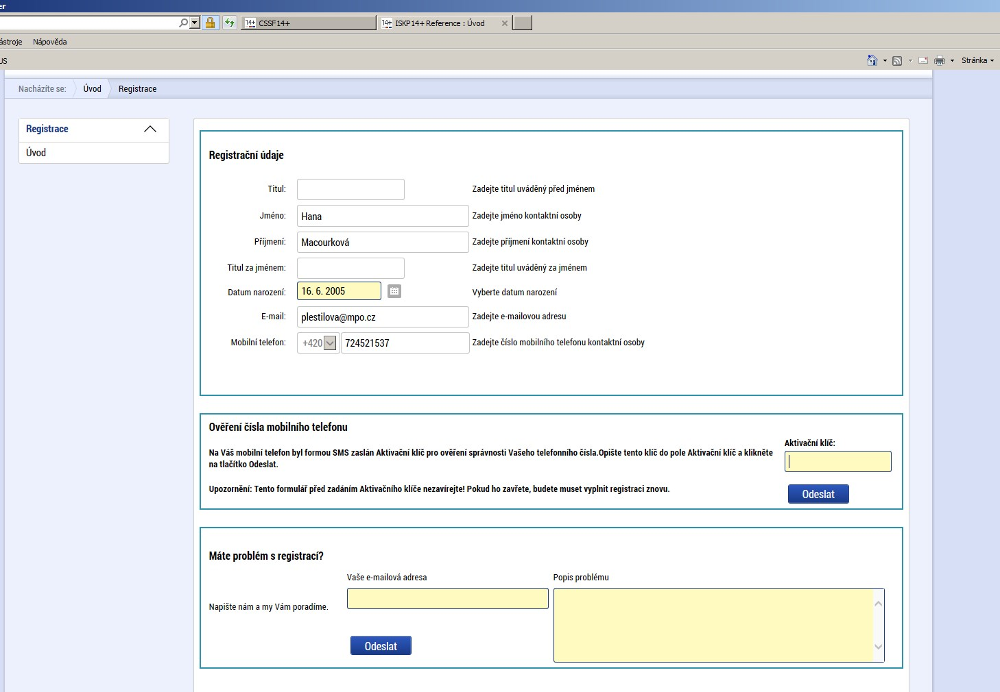 er
CSSF14+
ISKP14+ Reference : Úvod
ástroje Nápověda
US
Stránka
Nacházíte se: Úvod Registrace
Registrace
Úvod
Registrační údaje
Titul: Zadejte titul uváděný před jménem
Jméno: Hana Zadejte jméno kontaktní osoby
Příjmení: Macourková Zadejte příjmení kontaktní osoby
Titul za jménem: Zadejte titul uváděný za jménem
Datum narození: 16. 6. 2005 Vyberte datum narození
E-mail: plestilova@mpo.cz Zadejte e-mailovou adresu
Mobilní telefon: +420 724521537 Zadejte číslo mobilního telefonu kontaktní osoby
Ověření čísla mobilního telefonu
Aktivační klíč:
Na Váš mobilní telefon byl formou SMS zaslán Aktivační klíč pro ověření správnosti Vašeho telefonního čísla.Opište tento klíč do pole Aktivační klíč a klikněte
na tlačítko Odeslat.
Upozornění: Tento formulář před zadáním Aktivačního klíče nezavírejte! Pokud ho zavřete, budete muset vyplnit registraci znovu.
Odeslat
Máte problém s registrací?
Vaše e-mailová adresa Popis problému
Napište nám a my Vám poradíme.
Odeslat